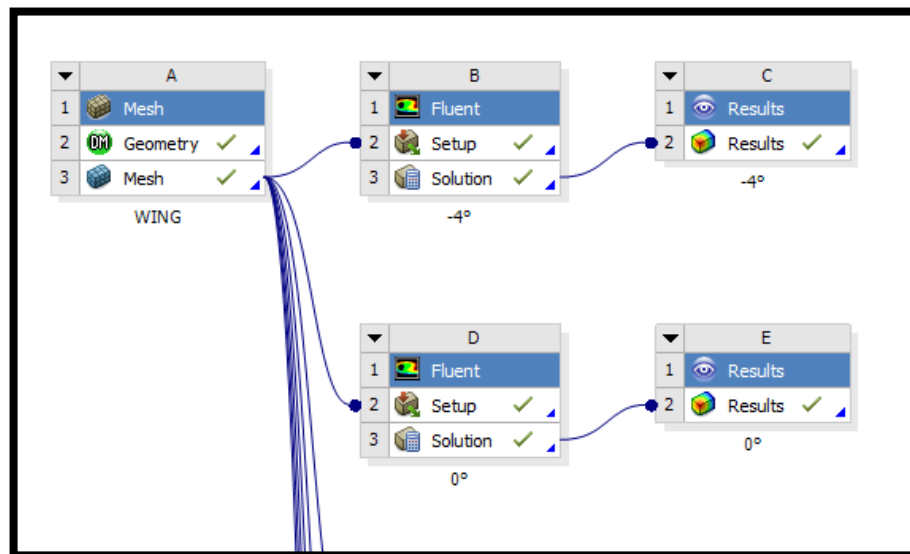 A
1 Mesh
2 DM Geometry
3 Mesh
WING
B
1 Fluent
2 Setup
3 Solution
-4°
C
1 Results
2 Results
-4°
D
1 Fluent
2 Setup
3 Solution
0°
E
1 Results
2 Results
0°